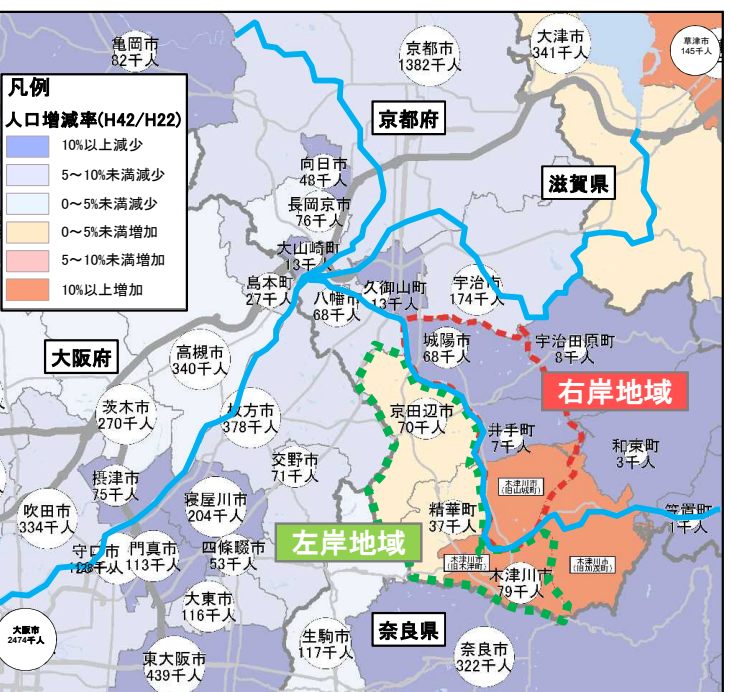 亀岡市
82千人
京都市
1382千人
大津市
341千人
草津市
145千人
凡例
人口増減率(H42/H22)
10%以上減少
5～10%未満減少
0～5%未満減少
0～5%未満増加
5～10%未満増加
10%以上増加
京都府
滋賀県
向日市
48千人
長岡京市
76千人
大山崎町
13千人
島本町
27千人
八幡市
68千人
久御山町
13千人
宇治市
174千人
城陽市
68千人
宇治田原町
8千人
大阪府
高槻市
340千人
右岸地域
茨木市
270千人
枚方市
378千人
京田辺市
70千人
井手町
7千人
和束町
3千人
交野市
71千人
摂津市
75千人
木津川市
(旧山城町)
寝屋川市
204千人
吹田市
334千人
精華町
37千人
笠置町
1千人
左岸地域
守口市
門真市
113千人
四條畷市
53千人
木津川市
(旧木津町)
木津川市
(旧加茂町)
木津川市
79千人
大東市
116千人
大阪市
2474千人
生駒市
117千人
奈良県
奈良市
322千人
東大阪市
439千人